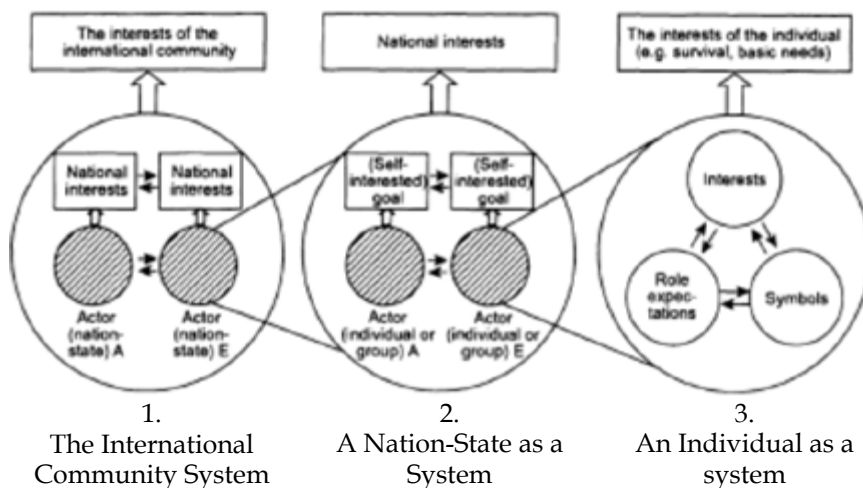 The interests of the
international community
National interests
The interests of the individual
(e.g. survival, basic needs)
National
interests
National
interests
Actor
(nation-
state) A
Actor
(nation-
state) E
(Self-
interested)
goal
(Self-
interested)
goal
Actor
(individual or
group) A
Actor
(individual or
group) E
Interests
Role
expec-
tations
Symbols
1.
The International
Community System
2.
A Nation-State as a
System
3.
An Individual as a
system